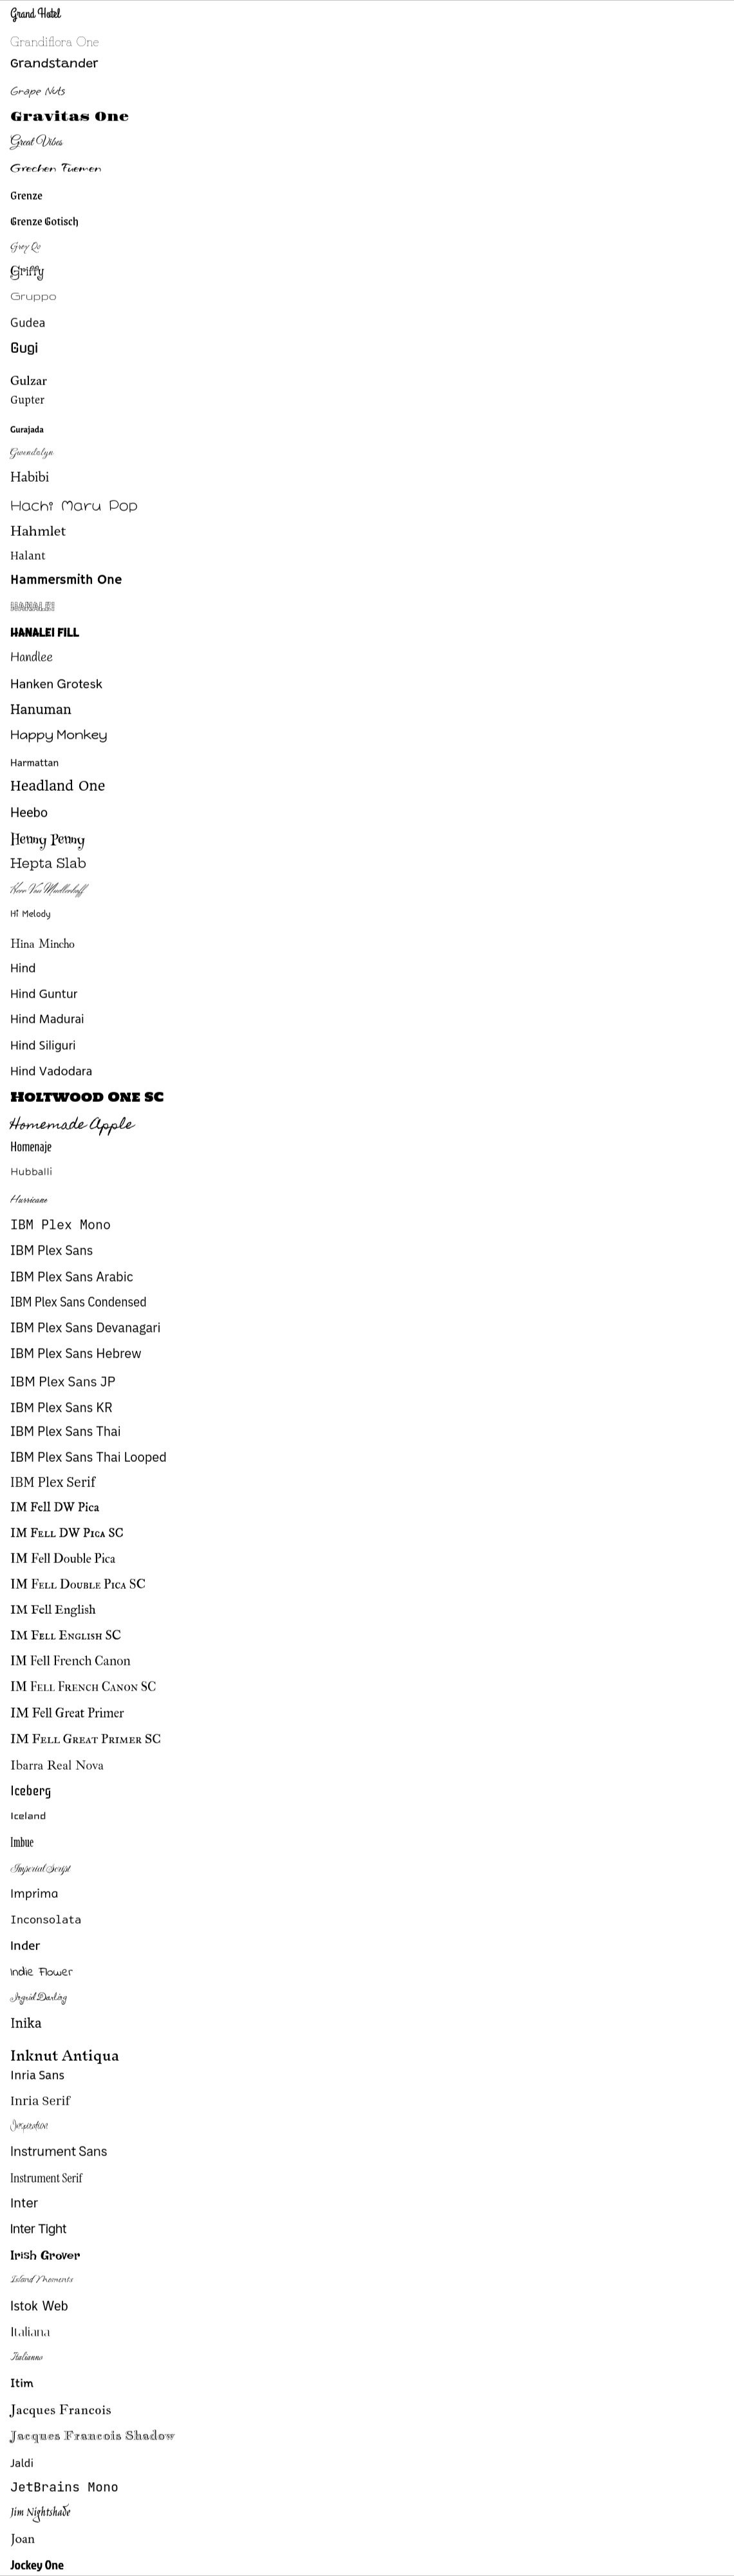 Grand Hotel
Grandiflora One
Grandstander
Grape Nuts
Gravitas One
Great Vibes
Grechen Fuemen
Grenze
Grenze Gotisch
Grey Qo
Griffy
Gruppo
Gudea
Gugi
Gulzar
Gupter
Gurajada
Gwendolyn
Habibi
Hachi Maru Pop
Hahmlet
Halant
Hammersmith One
HANALEI
HANALEI FILL
Handlee
Hanken Grotesk
Hanuman
Happy Monkey
Harmattan
Headland One
Heebo
Henny Penny
Hepta Slab
Herr Von Muellerhoff
Hi Melody
Hina Mincho
Hind
Hind Guntur
Hind Madurai
Hind Siliguri
Hind Vadodara
Holtwood One SC
Homemade Apple
Homenaje
Hubballi
Hurricane
IBM Plex Mono
IBM Plex Sans
IBM Plex Sans Arabic
IBM Plex Sans Condensed
IBM Plex Sans Devanagari
IBM Plex Sans Hebrew
IBM Plex Sans JP
IBM Plex Sans KR
IBM Plex Sans Thai
IBM Plex Sans Thai Looped
IBM Plex Serif
IM Fell DW Pica
IM Fell DW Pica SC
IM Fell Double Pica
IM Fell Double Pica SC
IM Fell English
IM Fell English SC
IM Fell French Canon
IM Fell French Canon SC
IM Fell Great Primer
IM Fell Great Primer SC
Ibarra Real Nova
Iceberg
Iceland
Imbue
Imperial Script
Imprima
Inconsolata
Inder
Indie Flower
Ingrid Darling
Inika
Inknut Antiqua
Inria Sans
Inria Serif
Inspiration
Instrument Sans
Instrument Serif
Inter
Inter Tight
Irish Grover
Island Moments
Istok Web
Italiana
Italianno
Itim
Jacques Francois
Jacques Francois Shadow
Jaldi
JetBrains Mono
Jim Nightshade
Joan
Jockey One